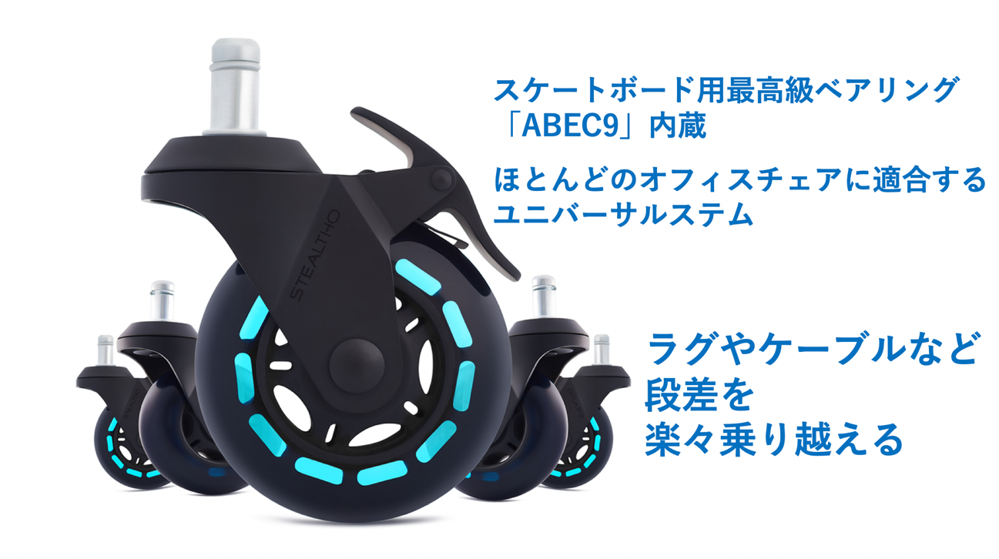 スケートボード用最高級ベアリング
「ABEC9」内蔵
ほとんどのオフィスチェアに適合する
ユニバーサルステム
STEALTHO
ラグやケーブルなど
段差を
楽々乗り越える